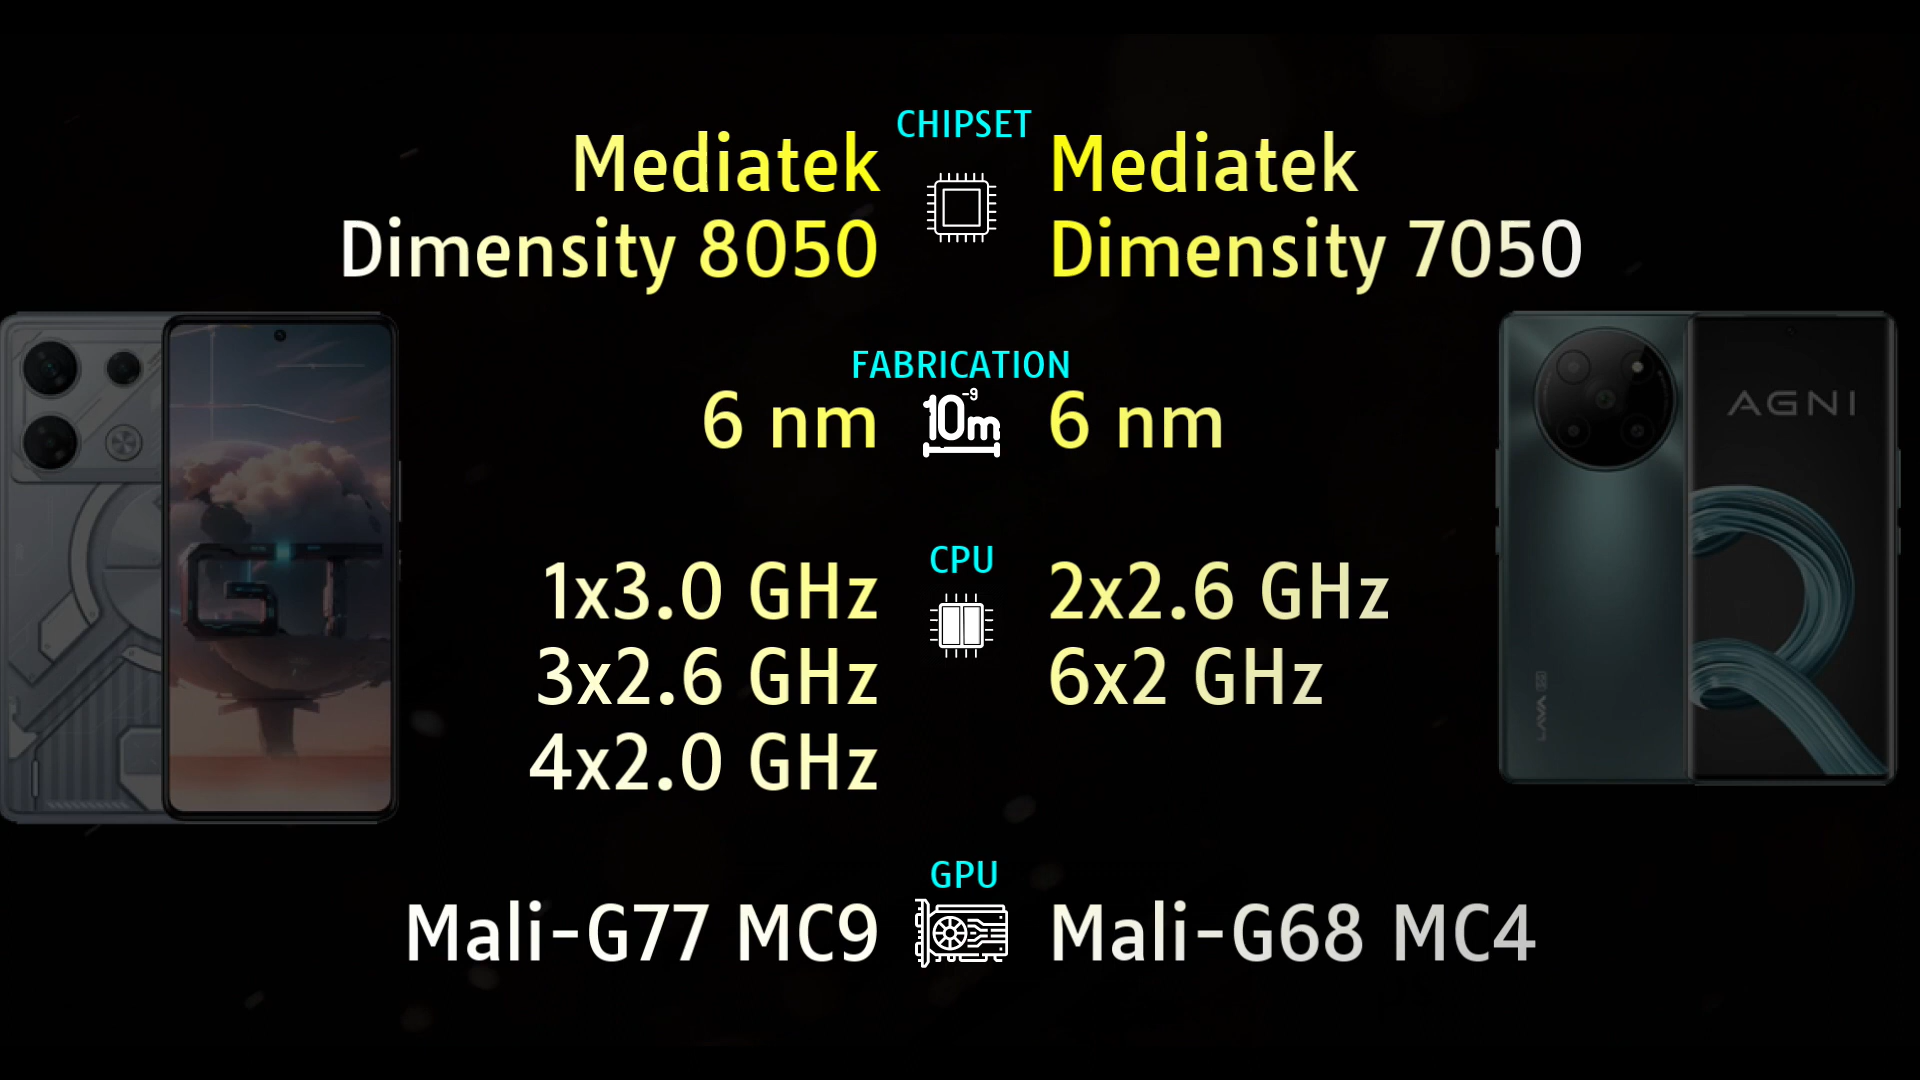 CHIPSET
Mediatek
Dimensity 8050
Mediatek
Dimensity 7050
FABRICATION
6 nm
10⁻⁹m
6 nm
CPU
1x3.0 GHz
3x2.6 GHz
4x2.0 GHz
2x2.6 GHz
6x2 GHz
GPU
Mali-G77 MC9
Mali-G68 MC4
GT
AGNI
LAVA 5G